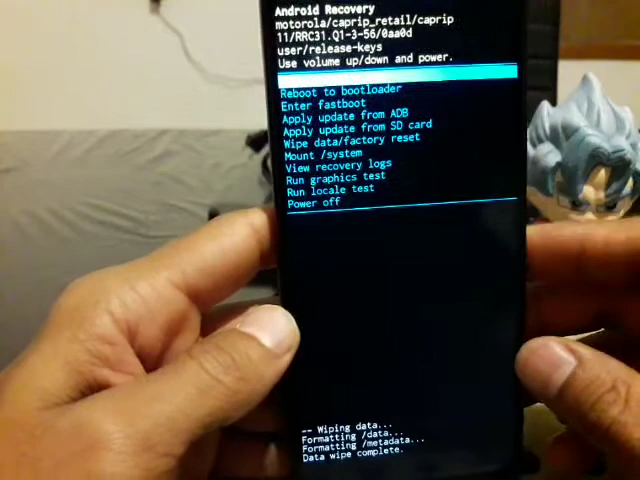 Android Recovery
motorola/caprip_retail/caprip
11/RRC31.Q1-3-56/0aa0d
user/release-keys
Use volume up/down and power.
Reboot to bootloader
Enter fastboot
Apply update from ADB
Apply update from SD card
Wipe data/factory reset
Mount /system
View recovery logs
Run graphics test
Run locale test
Power off
-- Wiping data...
Formatting /data...
Formatting /metadata...
Data wipe complete.